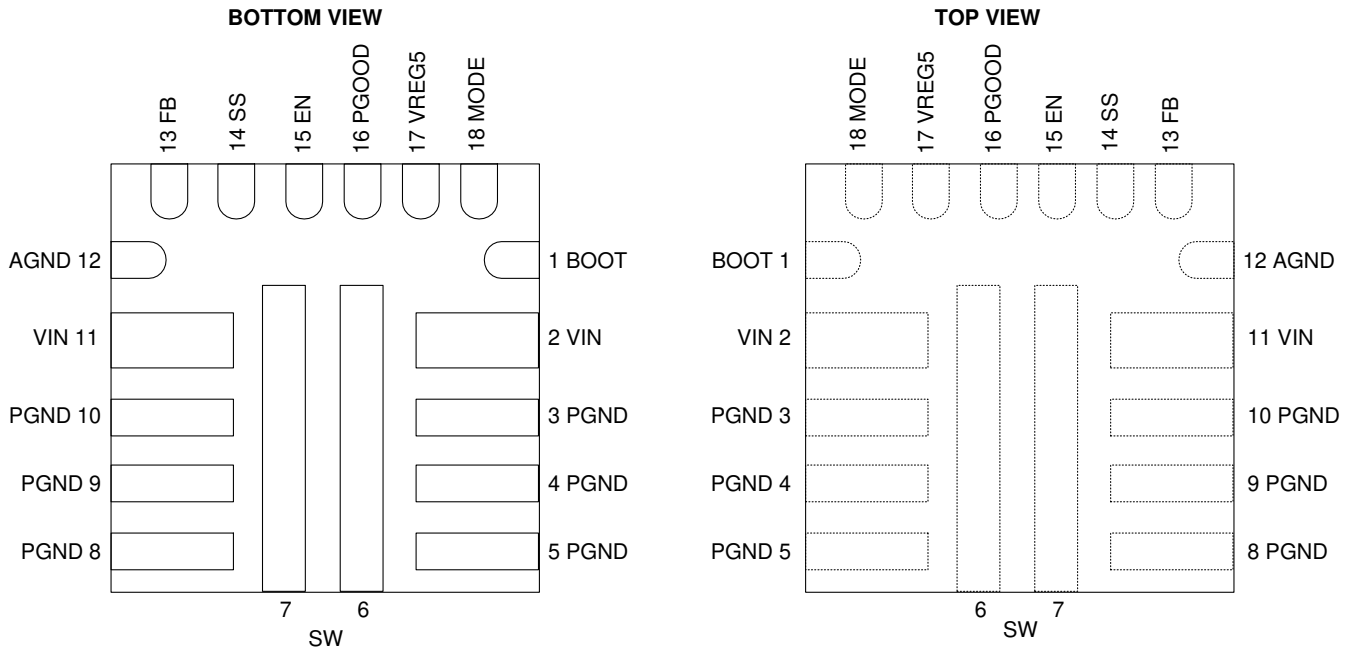 BOTTOM VIEW
13 FB
14 SS
15 EN
16 PGOOD
17 VREG5
18 MODE
AGND 12
1 BOOT
VIN 11
2 VIN
PGND 10
3 PGND
PGND 9
4 PGND
PGND 8
5 PGND
7
6
SW
TOP VIEW
18 MODE
17 VREG5
16 PGOOD
15 EN
14 SS
13 FB
BOOT 1
12 AGND
VIN 2
11 VIN
PGND 3
10 PGND
PGND 4
9 PGND
PGND 5
8 PGND
6
7
SW